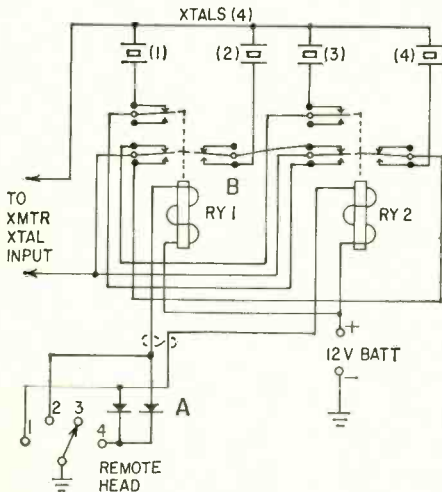 XTALS (4)
(1)
(2)
(3)
(4)
B
TO
XMTR
XTAL
INPUT
RY 1
RY 2
+
12V BATT
−
A
1
2
3
4
REMOTE
HEAD